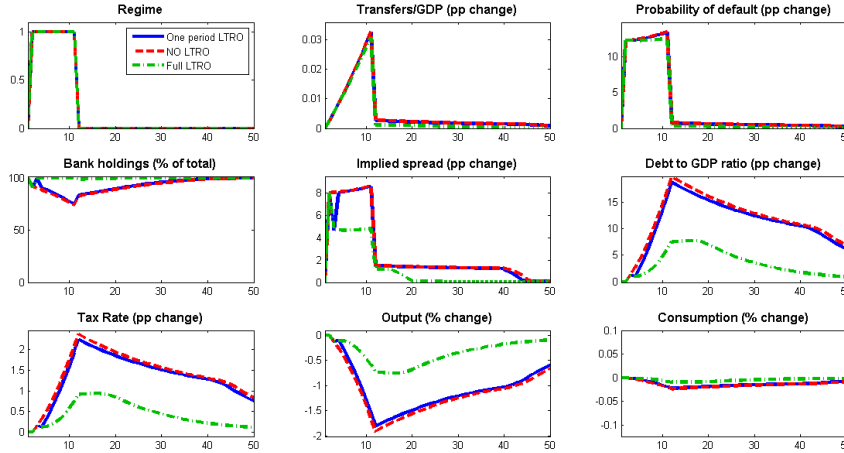 Regime
Transfers/GDP (pp change)
Probability of default (pp change)
1
0.5
0
10 20 30 40 50
One period LTRO
NO LTRO
Full LTRO
0.03
0.02
0.01
0
10 20 30 40 50
10
5
0
10 20 30 40 50
Bank holdings (% of total)
Implied spread (pp change)
Debt to GDP ratio (pp change)
100
50
0
10 20 30 40 50
8
6
4
2
0
10 20 30 40 50
15
10
5
0
10 20 30 40 50
Tax Rate (pp change)
Output (% change)
Consumption (% change)
2
1.5
1
0.5
0
10 20 30 40 50
0
-0.5
-1
-1.5
-2
10 20 30 40 50
0.1
0.05
0
-0.05
-0.1
10 20 30 40 50